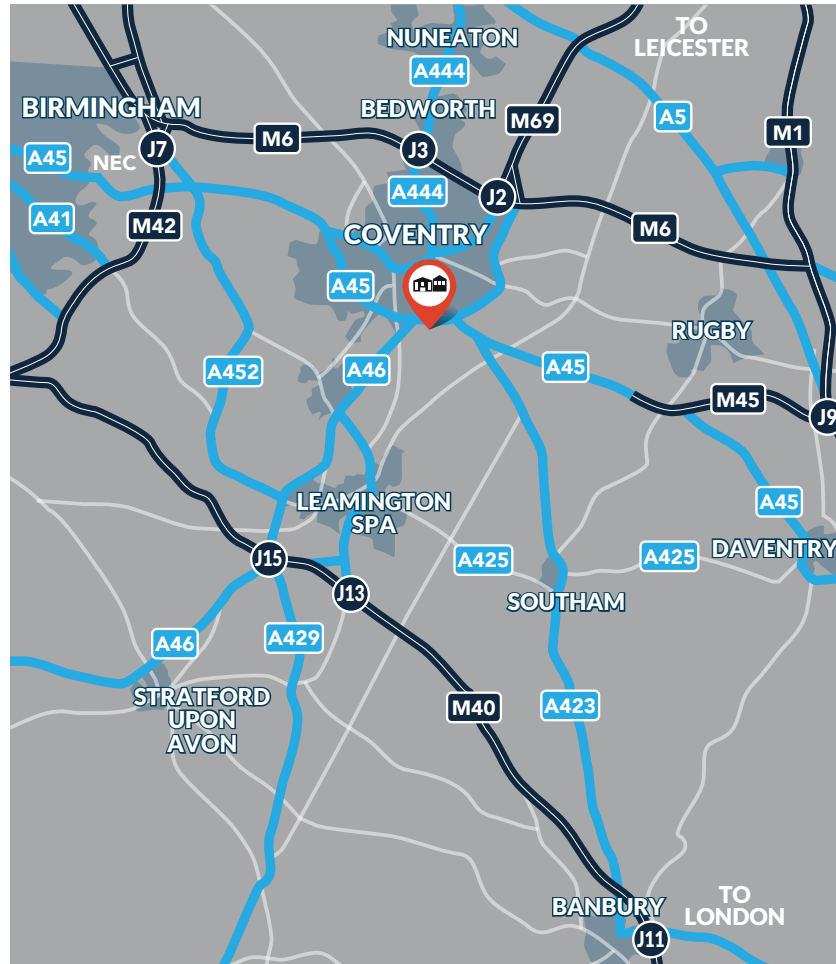 NUNEATON
TO
LEICESTER
A444
BEDWORTH
BIRMINGHAM
M69
A5
M1
M6
J3
J7
NEC
A45
A444
J2
A41
M42
COVENTRY
M6
A45
RUGBY
A452
A46
A45
M45
J9
LEAMINGTON
SPA
A45
DAVENTRY
J15
A425
A425
J13
SOUTHAM
A46
A429
STRATFORD
UPON
AVON
M40
A423
BANBURY
TO
LONDON
J11